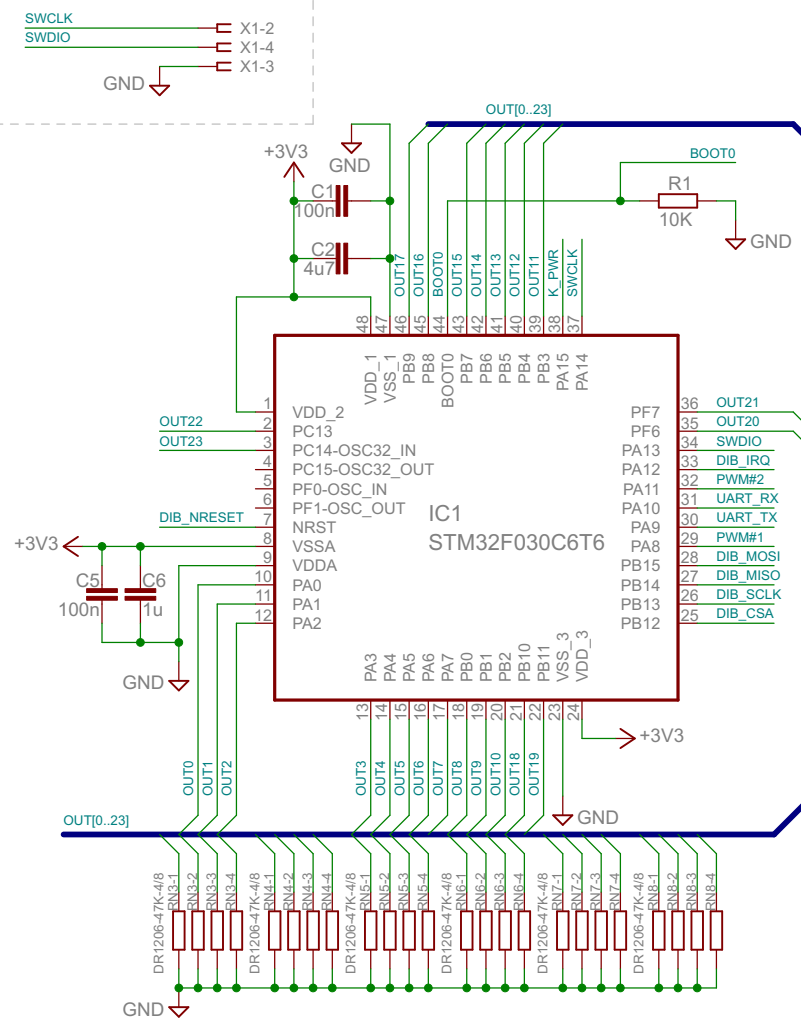 SWCLK
X1-2
SWDIO
X1-4
X1-3
GND
OUT[0..23]
+3V3
GND
BOOT0
C1
100n
R1
10K
GND
C2
4u7
OUT17
OUT16
BOOT0
OUT15
OUT14
OUT13
OUT12
OUT11
K_PWR
SWCLK
48
47
46
45
44
43
42
41
40
39
38
37
VDD_1
VSS_1
PB9
PB8
BOOT0
PB7
PB6
PB5
PB4
PB3
PA15
PA14
1 VDD_2
OUT22 2 PC13
OUT23 3 PC14-OSC32_IN
4 PC15-OSC32_OUT
5 PF0-OSC_IN
6 PF1-OSC_OUT
DIB_NRESET 7 NRST
+3V3 8 VSSA
9 VDDA
10 PA0
11 PA1
12 PA2
IC1
STM32F030C6T6
PF7 36 OUT21
PF6 35 OUT20
PA13 34 SWDIO
PA12 33 DIB_IRQ
PA11 32 PWM#2
PA10 31 UART_RX
PA9 30 UART_TX
PA8 29 PWM#1
PB15 28 DIB_MOSI
PB14 27 DIB_MISO
PB13 26 DIB_SCLK
PB12 25 DIB_CSA
C5
100n
C6
1u
GND
PA3
PA4
PA5
PA6
PA7
PB0
PB1
PB2
PB10
PB11
VSS_3
VDD_3
13
14
15
16
17
18
19
20
21
22
23
24
+3V3
OUT0
OUT1
OUT2
OUT3
OUT4
OUT5
OUT6
OUT7
OUT8
OUT9
OUT10
OUT18
OUT19
GND
OUT[0..23]
DR1206-47K-4/8
RN3-1
RN3-2
RN3-3
RN3-4
DR1206-47K-4/8
RN4-1
RN4-2
RN4-3
RN4-4
DR1206-47K-4/8
RN5-1
RN5-2
RN5-3
RN5-4
DR1206-47K-4/8
RN6-1
RN6-2
RN6-3
RN6-4
DR1206-47K-4/8
RN7-1
RN7-2
RN7-3
RN7-4
DR1206-47K-4/8
RN8-1
RN8-2
RN8-3
RN8-4
GND